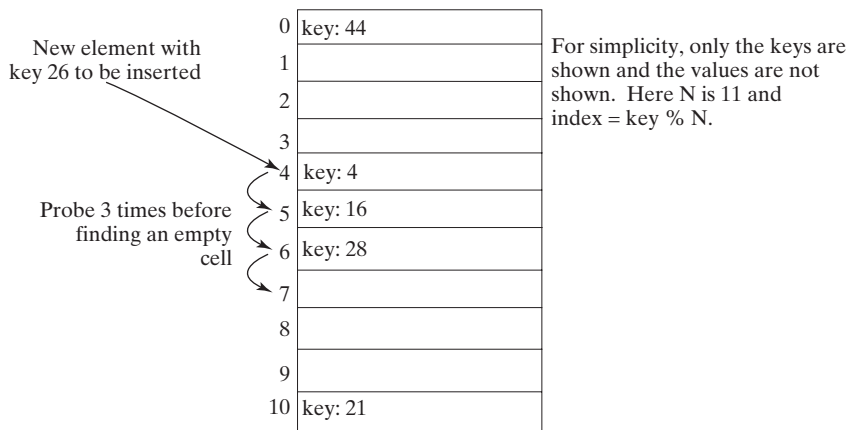 New element with
key 26 to be inserted
Probe 3 times before
finding an empty
cell
0 key: 44
1
2
3
4 key: 4
5 key: 16
6 key: 28
7
8
9
10 key: 21
For simplicity, only the keys are
shown and the values are not
shown. Here N is 11 and
index = key % N.